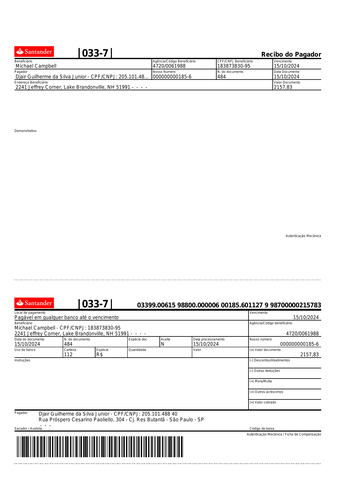 Santander | 033-7 | Recibo do Pagador
Beneficiário Agência/Código Beneficiário CPF/CNPJ Beneficiário Vencimento
Michael Campbell 4720/0061988 183873830-95 15/10/2024
Pagador Nosso Número N. do documento Data Documento
Djair Guilherme da Silva Junior - CPF/CNPJ: 205.101.48... 000000000185-6 484 15/10/2024
Endereço Beneficiário Valor Documento
2241 Jeffrey Corner, Lake Brandonville, NH 51991 - - - - 2157,83
Demonstrativo
Autenticação Mecânica
Santander | 033-7 | 03399.00615 98800.000006 00185.601127 9 98700000215783
Local de pagamento Vencimento
Pagável em qualquer banco até o vencimento 15/10/2024
Beneficiário Agência/Código beneficiário
Michael Campbell - CPF/CNPJ: 183873830-95
2241 Jeffrey Corner, Lake Brandonville, NH 51991 - - - - 4720/0061988
Data do documento N. do documento Espécie doc Aceite Data processamento Nosso número
15/10/2024 484 N 15/10/2024 000000000185-6
Uso do banco Carteira Espécie Quantidade Valor (=) Valor documento
112 R$ 2157,83
Instruções (-) Descontos/Abatimentos
(-) Outras deduções
(+) Mora/Multa
(+) Outros acréscimos
(=) Valor cobrado
Pagador Djair Guilherme da Silva Junior - CPF/CNPJ: 205.101.488 40
Rua Próspero Cesarino Paoliello, 304 - Cj. Res Butantã - São Paulo - SP
- - -
Sacador / Avalista Código de baixa
Autenticação Mecânica / Ficha de Compensação